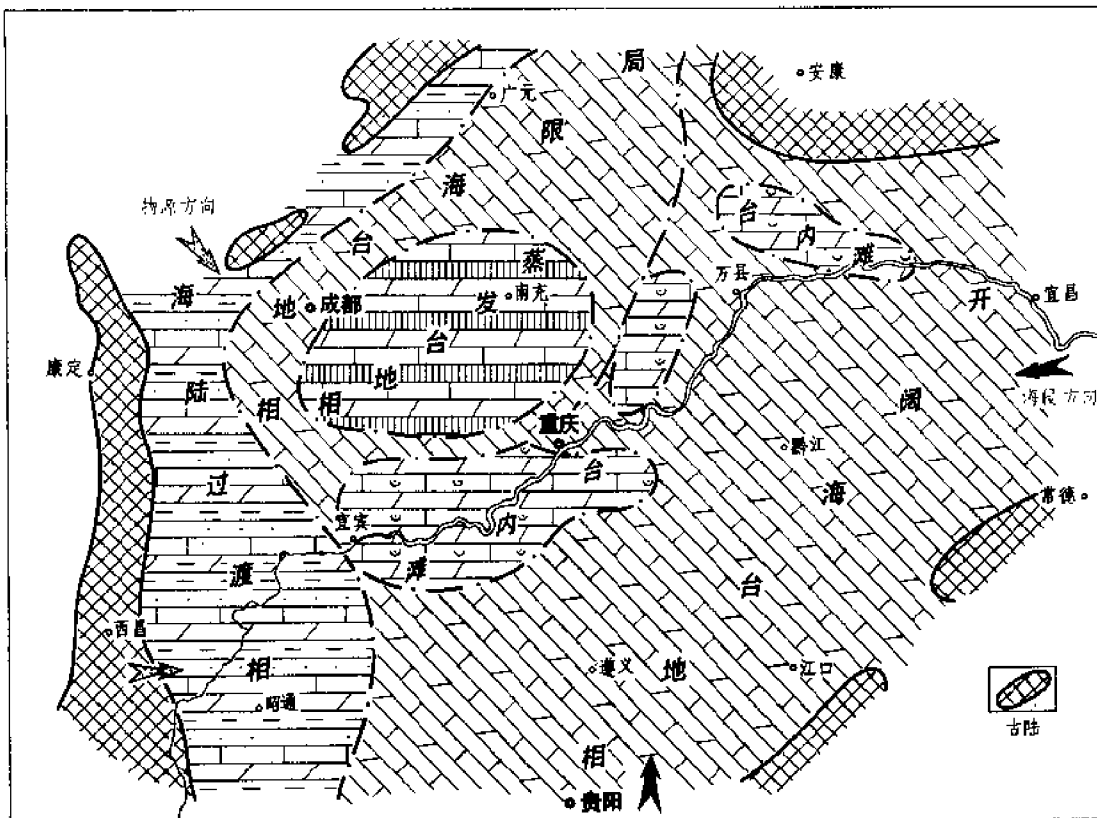 安康
广元
局限海台地相
物源方向
台内滩
蒸发台地相
南充
万县
宜昌
成都
开阔海台地相
海侵方向
康定
海陆过渡相
重庆
黔江
台内滩
常德
宜宾
西昌
昭通
遵义
江口
古陆
贵阳